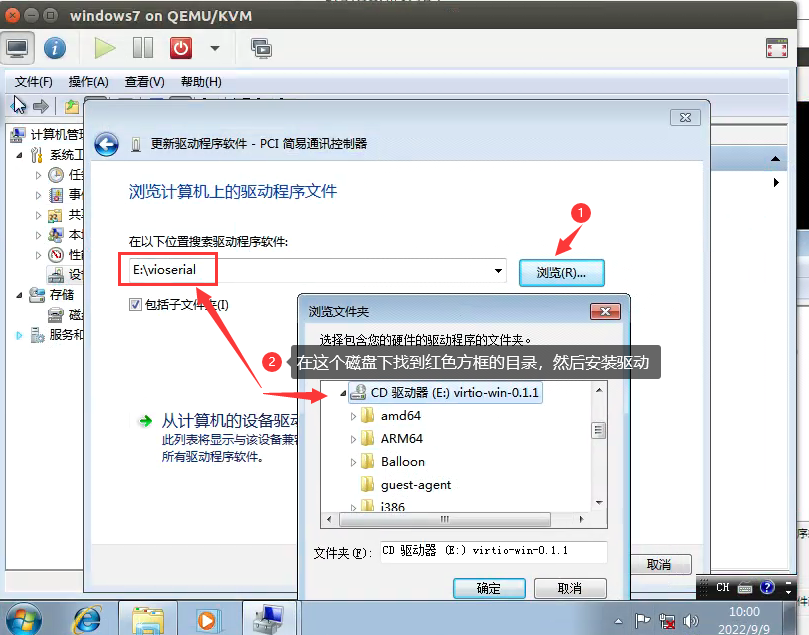 windows7 on QEMU/KVM
文件(F) 操作(A) 查看(V) 帮助(H)
计算机管理
系统工
任
事
共
本
性
设
存储
磁
服务和
更新驱动程序软件 - PCI 简易通讯控制器
浏览计算机上的驱动程序文件
在以下位置搜索驱动程序软件:
E:\vioserial
浏览(R)...
1
包括子文件夹(I)
从计算机的设备驱动
此列表将显示与该设备兼容
所有驱动程序软件。
取消
浏览文件夹
选择包含您的硬件的驱动程序的文件夹。
2
在这个磁盘下找到红色方框的目录，然后安装驱动
CD 驱动器 (E:) virtio-win-0.1.1
amd64
ARM64
Balloon
guest-agent
i386
文件夹(F): CD 驱动器 (E:) virtio-win-0.1.1
确定 取消
CH
10:00
2022/9/9